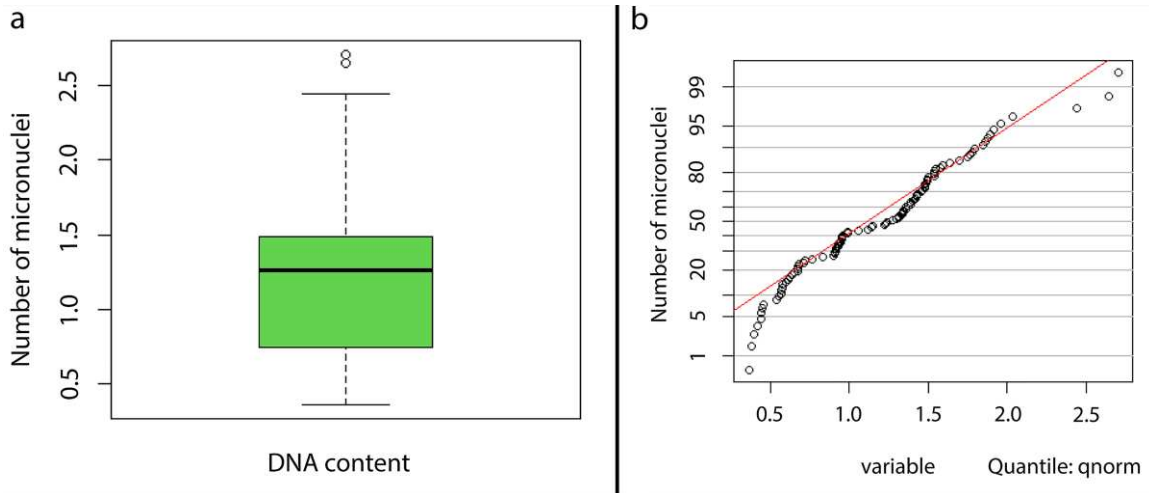 a
Number of micronuclei
2.5
2.0
1.5
1.0
0.5
DNA content
b
Number of micronuclei
99
95
80
50
20
5
1
0.5 1.0 1.5 2.0 2.5
variable Quantile: qnorm